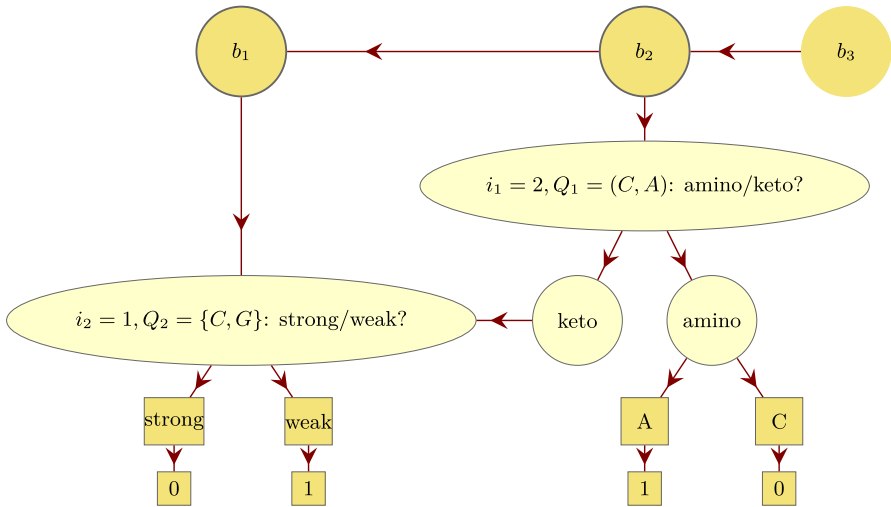 b₁
b₂
b₃
i₁ = 2, Q₁ = (C, A): amino/keto?
i₂ = 1, Q₂ = {C, G}: strong/weak?
keto
amino
strong
weak
A
C
0
1
1
0